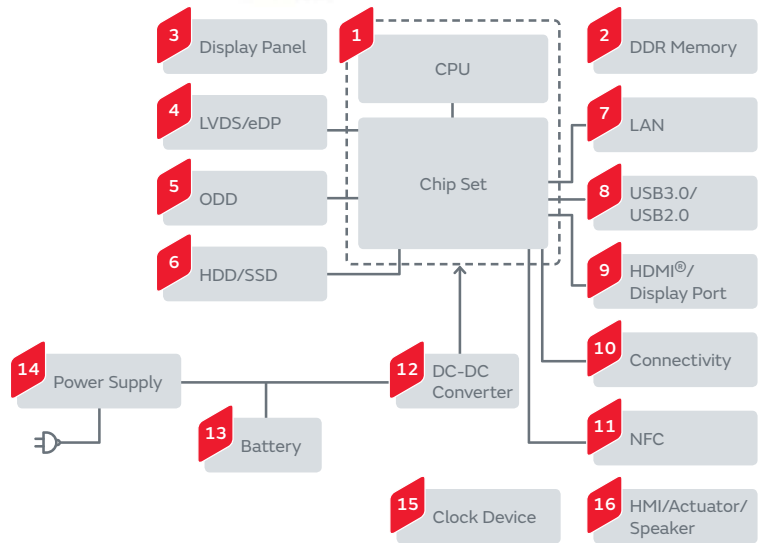 3
Display Panel
1
CPU
2
DDR Memory
4
LVDS/eDP
7
LAN
Chip Set
5
ODD
8
USB3.0/
USB2.0
6
HDD/SSD
9
HDMI®/
Display Port
14
Power Supply
12
DC-DC
Converter
10
Connectivity
13
Battery
11
NFC
15
Clock Device
16
HMI/Actuator/
Speaker